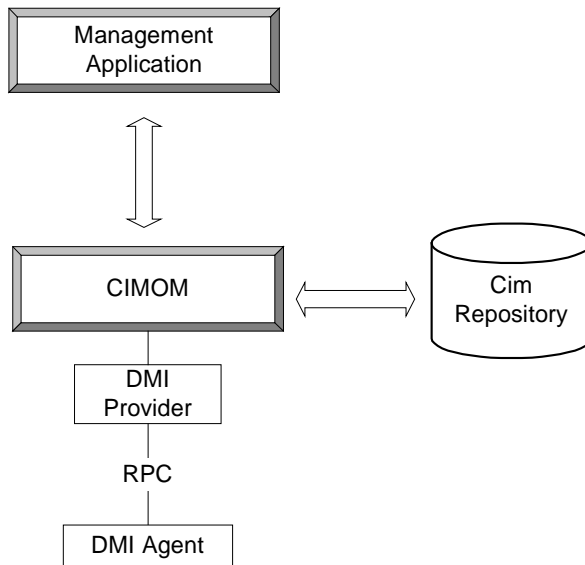 Management
Application
CIMOM
Cim
Repository
DMI
Provider
RPC
DMI Agent